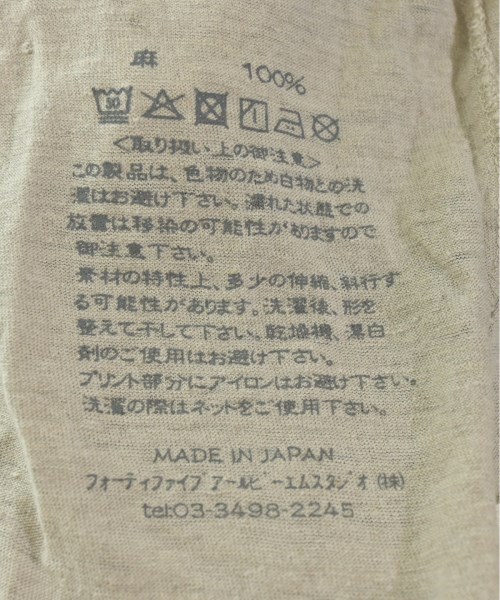 麻 100%
30
<取り扱い上の御注意>
この製品は、色物のため白物との洗
濯はお避け下さい。濡れた状態での
放置は移染の可能性がありますので
御注意下さい。
素材の特性上、多少の伸縮、斜行す
る可能性があります。洗濯後、形を
整えて干して下さい。乾燥機、漂白
剤のご使用はお避け下さい。
プリント部分にアイロンはお避け下さい。
洗濯の際はネットをご使用下さい。
MADE IN JAPAN
フォーティファイブアールピーエムスタジオ(株)
tel:03-3498-2245